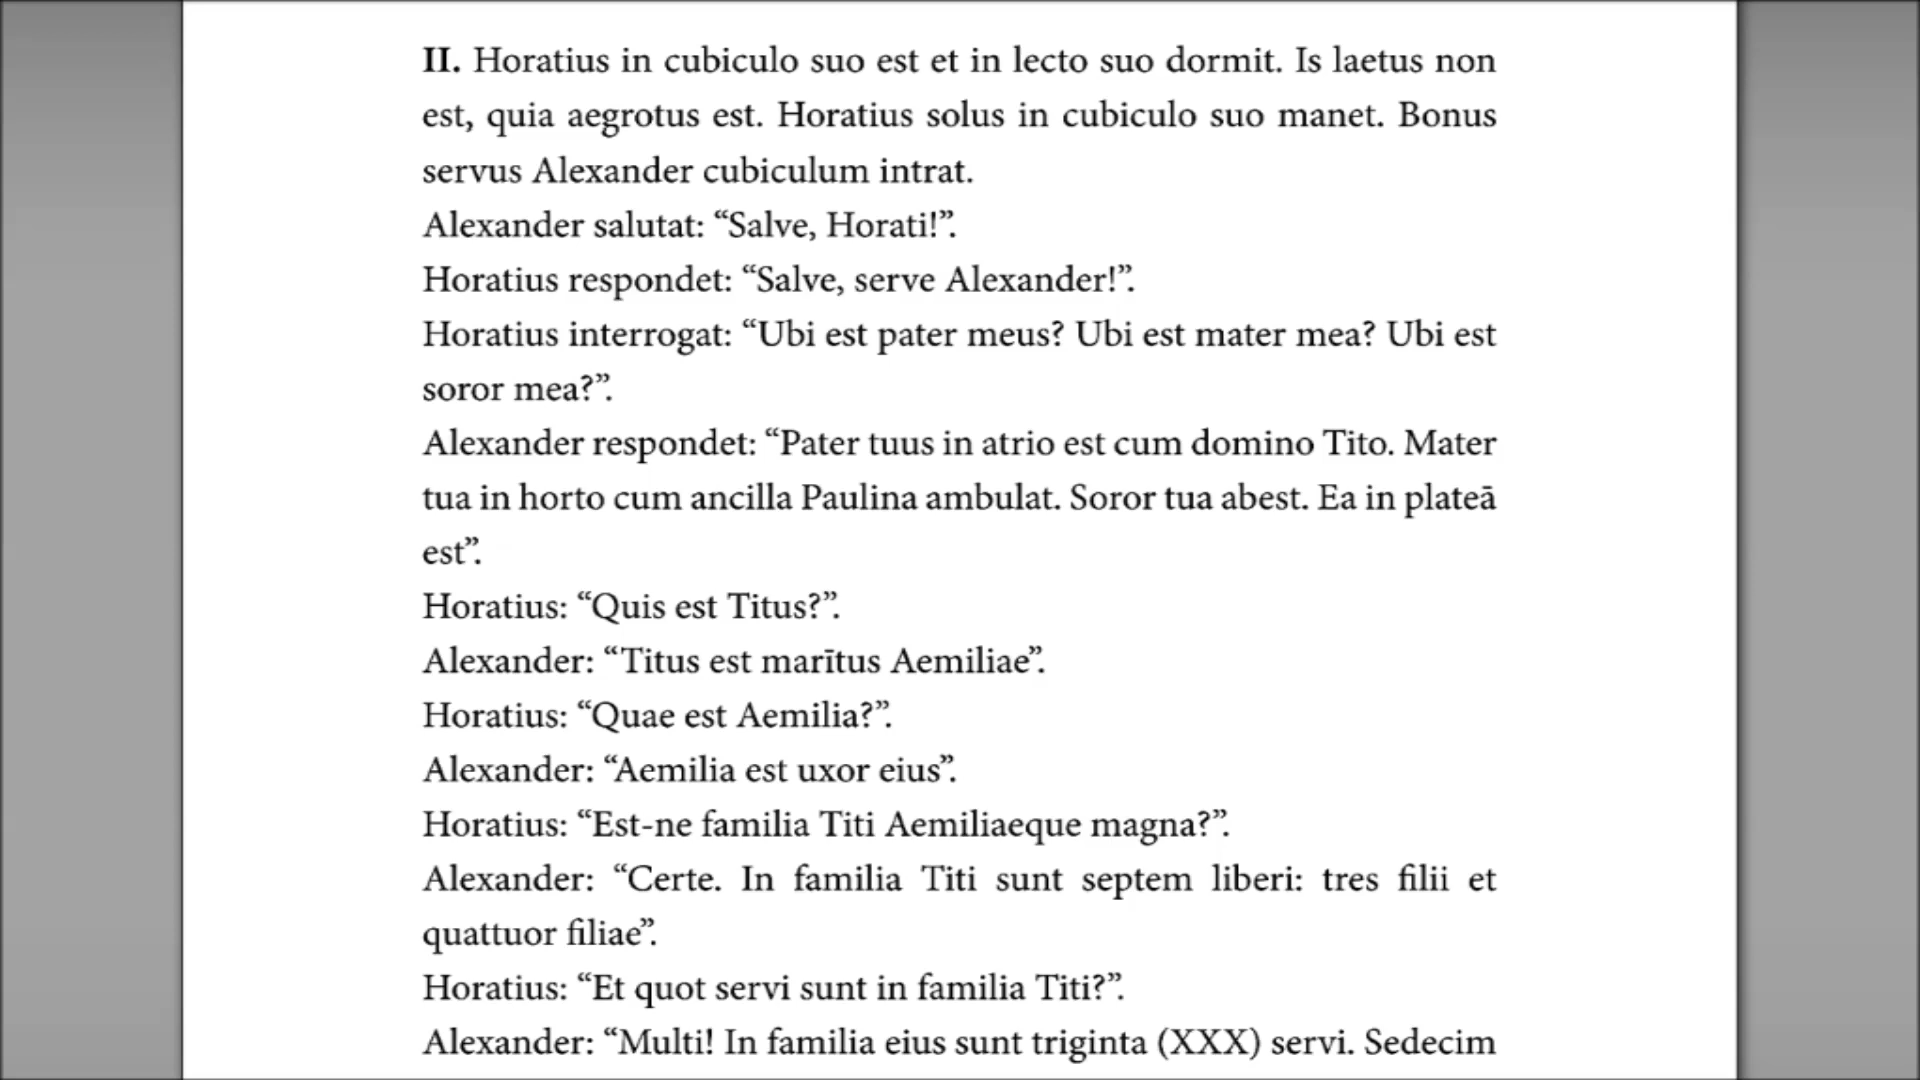 II. Horatius in cubiculo suo est et in lecto suo dormit. Is laetus non
est, quia aegrotus est. Horatius solus in cubiculo suo manet. Bonus
servus Alexander cubiculum intrat.
Alexander salutat: “Salve, Horati!”.
Horatius respondet: “Salve, serve Alexander!”.
Horatius interrogat: “Ubi est pater meus? Ubi est mater mea? Ubi est
soror mea?”.
Alexander respondet: “Pater tuus in atrio est cum domino Tito. Mater
tua in horto cum ancilla Paulina ambulat. Soror tua abest. Ea in plateā
est”.
Horatius: “Quis est Titus?”.
Alexander: “Titus est marītus Aemiliae”.
Horatius: “Quae est Aemilia?”.
Alexander: “Aemilia est uxor eius”.
Horatius: “Est-ne familia Titi Aemiliaeque magna?”.
Alexander: “Certe. In familia Titi sunt septem liberi: tres filii et
quattuor filiae”.
Horatius: “Et quot servi sunt in familia Titi?”.
Alexander: “Multi! In familia eius sunt triginta (XXX) servi. Sedecim